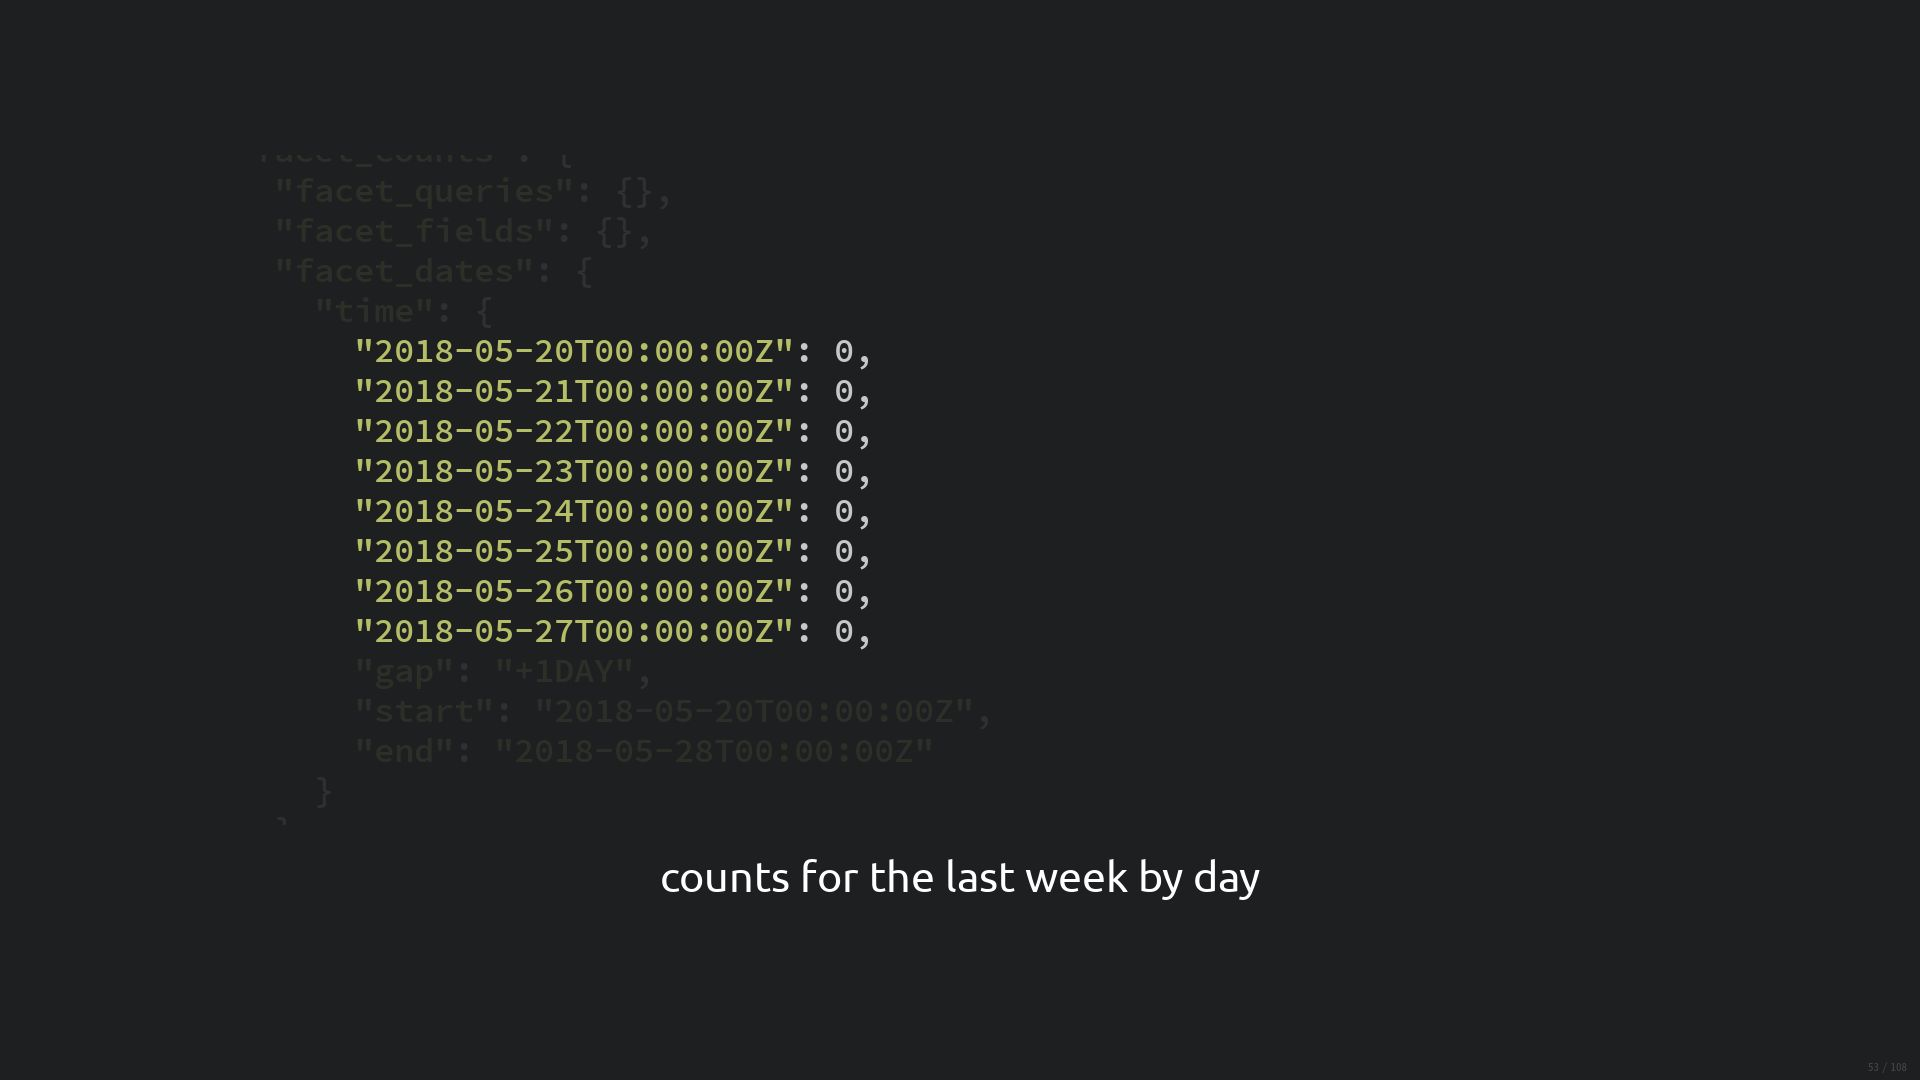 facet_counts": {
"facet_queries": {},
"facet_fields": {},
"facet_dates": {
"time": {
"2018-05-20T00:00:00Z": 0,
"2018-05-21T00:00:00Z": 0,
"2018-05-22T00:00:00Z": 0,
"2018-05-23T00:00:00Z": 0,
"2018-05-24T00:00:00Z": 0,
"2018-05-25T00:00:00Z": 0,
"2018-05-26T00:00:00Z": 0,
"2018-05-27T00:00:00Z": 0,
"gap": "+1DAY",
"start": "2018-05-20T00:00:00Z",
"end": "2018-05-28T00:00:00Z"
}
counts for the last week by day
53 / 108